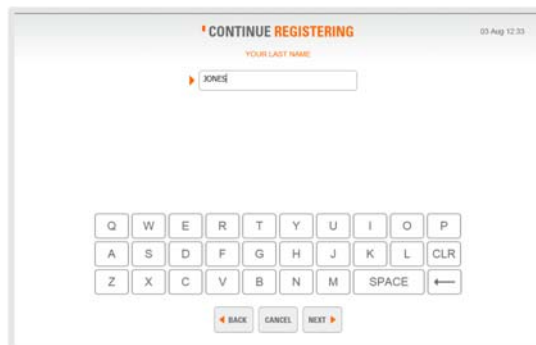 CONTINUE REGISTERING
03 Aug 12:33
YOUR LAST NAME
JONES
Q W E R T Y U I O P
A S D F G H J K L CLR
Z X C V B N M SPACE ←
BACK CANCEL NEXT